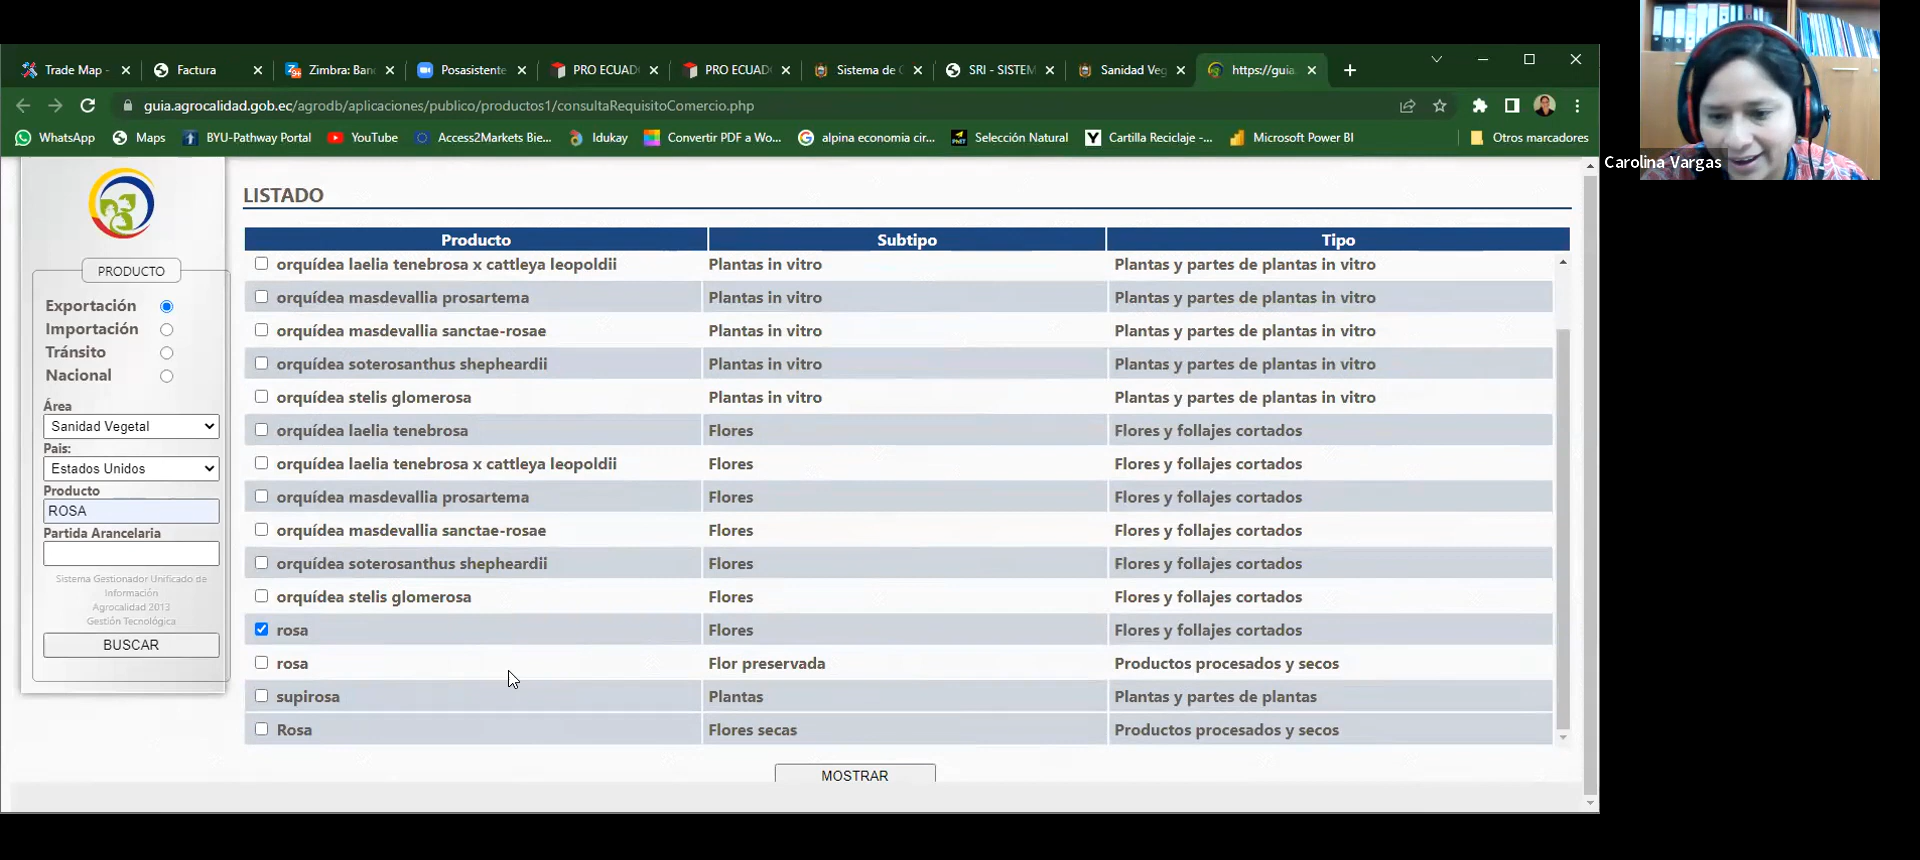 Trade Map -
Factura
Zimbra: Ban
Posasistente
PRO ECUAD
PRO ECUAD
Sistema de
SRI - SISTEM
Sanidad Veg
https://guia.
guia.agrocalidad.gob.ec/agrodb/aplicaciones/publico/productos1/consultaRequisitoComercio.php
WhatsApp
Maps
BYU-Pathway Portal
YouTube
Access2Markets Bie...
Idukay
Convertir PDF a Wo...
alpina economia cir...
Selección Natural
Cartilla Reciclaje -...
Microsoft Power BI
Otros marcadores
Carolina Vargas
PRODUCTO
Exportación
Importación
Tránsito
Nacional
Área
Sanidad Vegetal
Pais:
Estados Unidos
Producto
ROSA
Partida Arancelaria
Sistema Gestionador Unificado de
Información
Agrocalidad 2013
Gestión Tecnológica
BUSCAR
LISTADO
Producto Subtipo Tipo
orquídea laelia tenebrosa x cattleya leopoldii Plantas in vitro Plantas y partes de plantas in vitro
orquídea masdevallia prosartema Plantas in vitro Plantas y partes de plantas in vitro
orquídea masdevallia sanctae-rosae Plantas in vitro Plantas y partes de plantas in vitro
orquídea soterosanthus shepheardii Plantas in vitro Plantas y partes de plantas in vitro
orquídea stelis glomerosa Plantas in vitro Plantas y partes de plantas in vitro
orquídea laelia tenebrosa Flores Flores y follajes cortados
orquídea laelia tenebrosa x cattleya leopoldii Flores Flores y follajes cortados
orquídea masdevallia prosartema Flores Flores y follajes cortados
orquídea masdevallia sanctae-rosae Flores Flores y follajes cortados
orquídea soterosanthus shepheardii Flores Flores y follajes cortados
orquídea stelis glomerosa Flores Flores y follajes cortados
rosa Flores Flores y follajes cortados
rosa Flor preservada Productos procesados y secos
supirosa Plantas Plantas y partes de plantas
Rosa Flores secas Productos procesados y secos
MOSTRAR